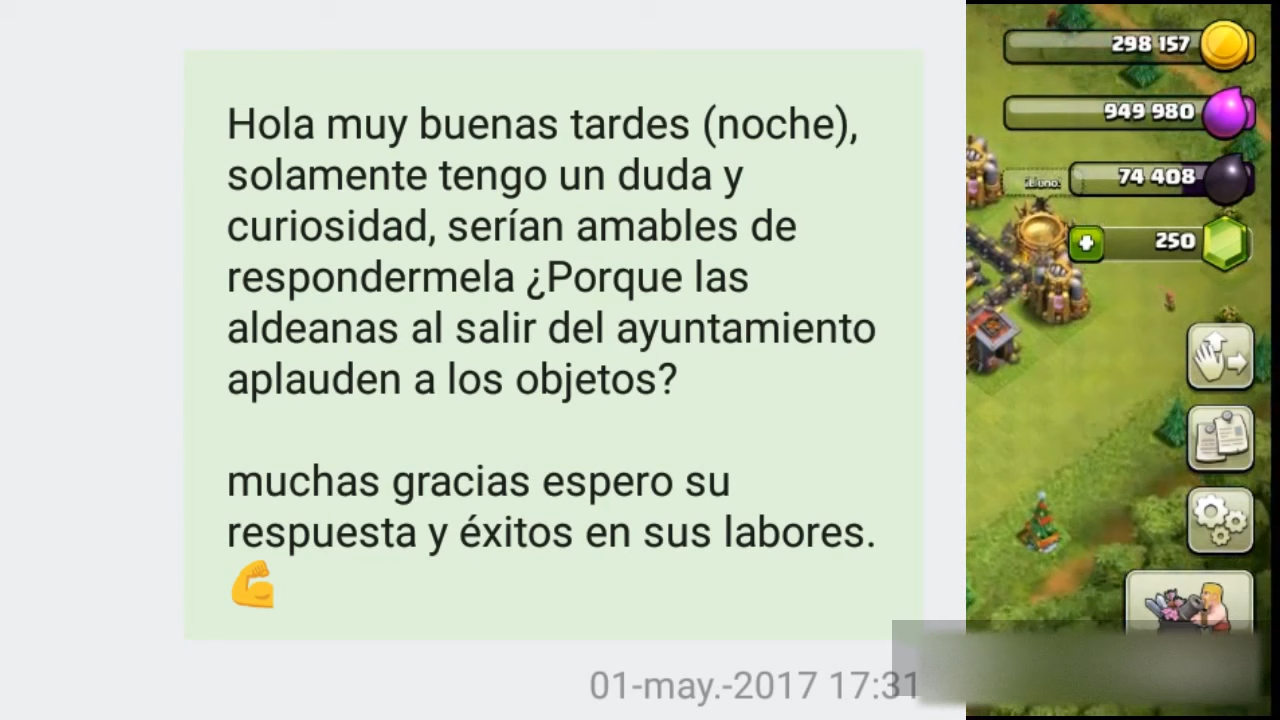 Hola muy buenas tardes (noche),
solamente tengo un duda y
curiosidad, serían amables de
respondermela ¿Porque las
aldeanas al salir del ayuntamiento
aplauden a los objetos?
muchas gracias espero su
respuesta y éxitos en sus labores.
💪
01-may.-2017 17:31
298 157
949 980
74 408
250